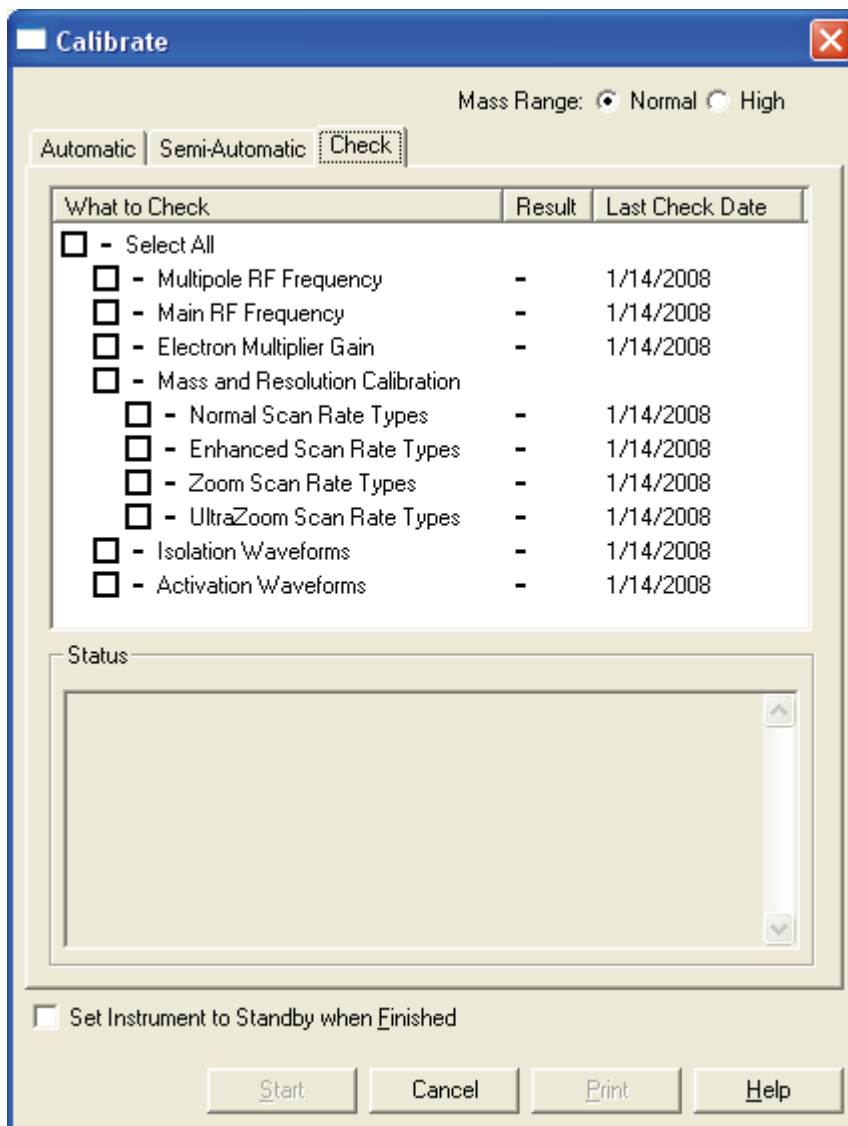 Calibrate
Mass Range: Normal High
Automatic Semi-Automatic Check
What to Check Result Last Check Date
- Select All
- Multipole RF Frequency - 1/14/2008
- Main RF Frequency - 1/14/2008
- Electron Multiplier Gain - 1/14/2008
- Mass and Resolution Calibration
- Normal Scan Rate Types - 1/14/2008
- Enhanced Scan Rate Types - 1/14/2008
- Zoom Scan Rate Types - 1/14/2008
- UltraZoom Scan Rate Types - 1/14/2008
- Isolation Waveforms - 1/14/2008
- Activation Waveforms - 1/14/2008
Status
Set Instrument to Standby when Finished
Start Cancel Print Help